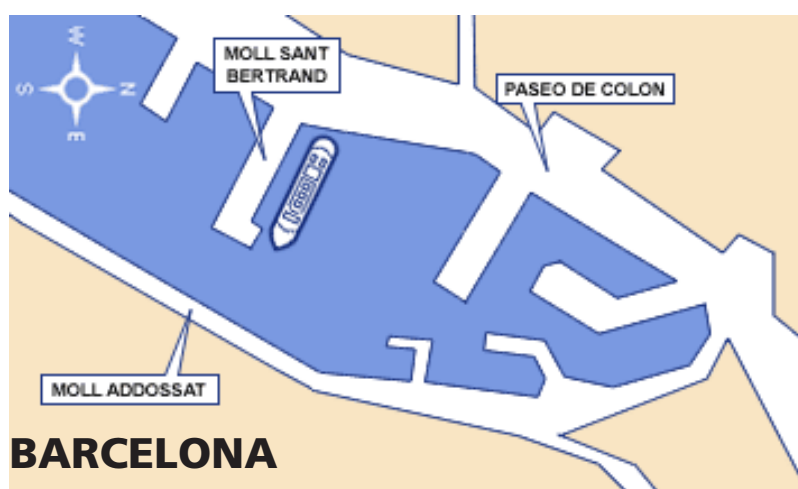 W
S
N
E
MOLL SANT
BERTRAND
PASEO DE COLON
MOLL ADDOSSAT
BARCELONA